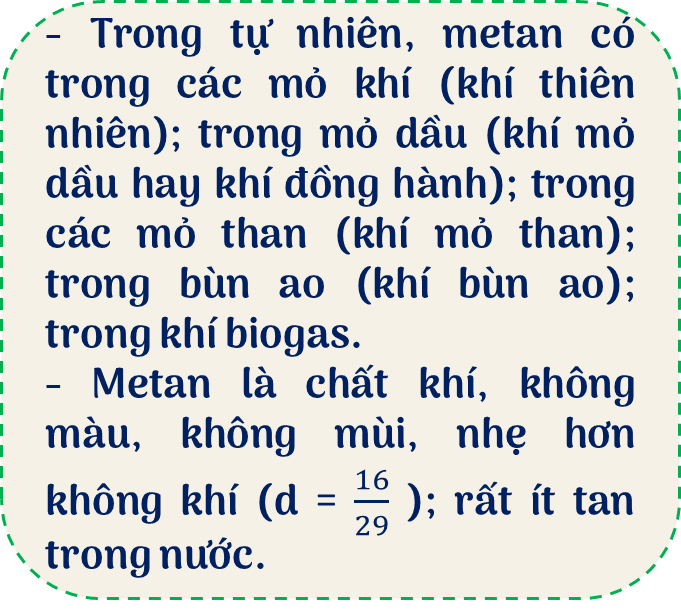 - Trong tự nhiên, metan có
trong các mỏ khí (khí thiên
nhiên); trong mỏ dầu (khí mỏ
dầu hay khí đồng hành); trong
các mỏ than (khí mỏ than);
trong bùn ao (khí bùn ao);
trong khí biogas.
- Metan là chất khí, không
màu, không mùi, nhẹ hơn
không khí (d = 16/29 ); rất ít tan
trong nước.